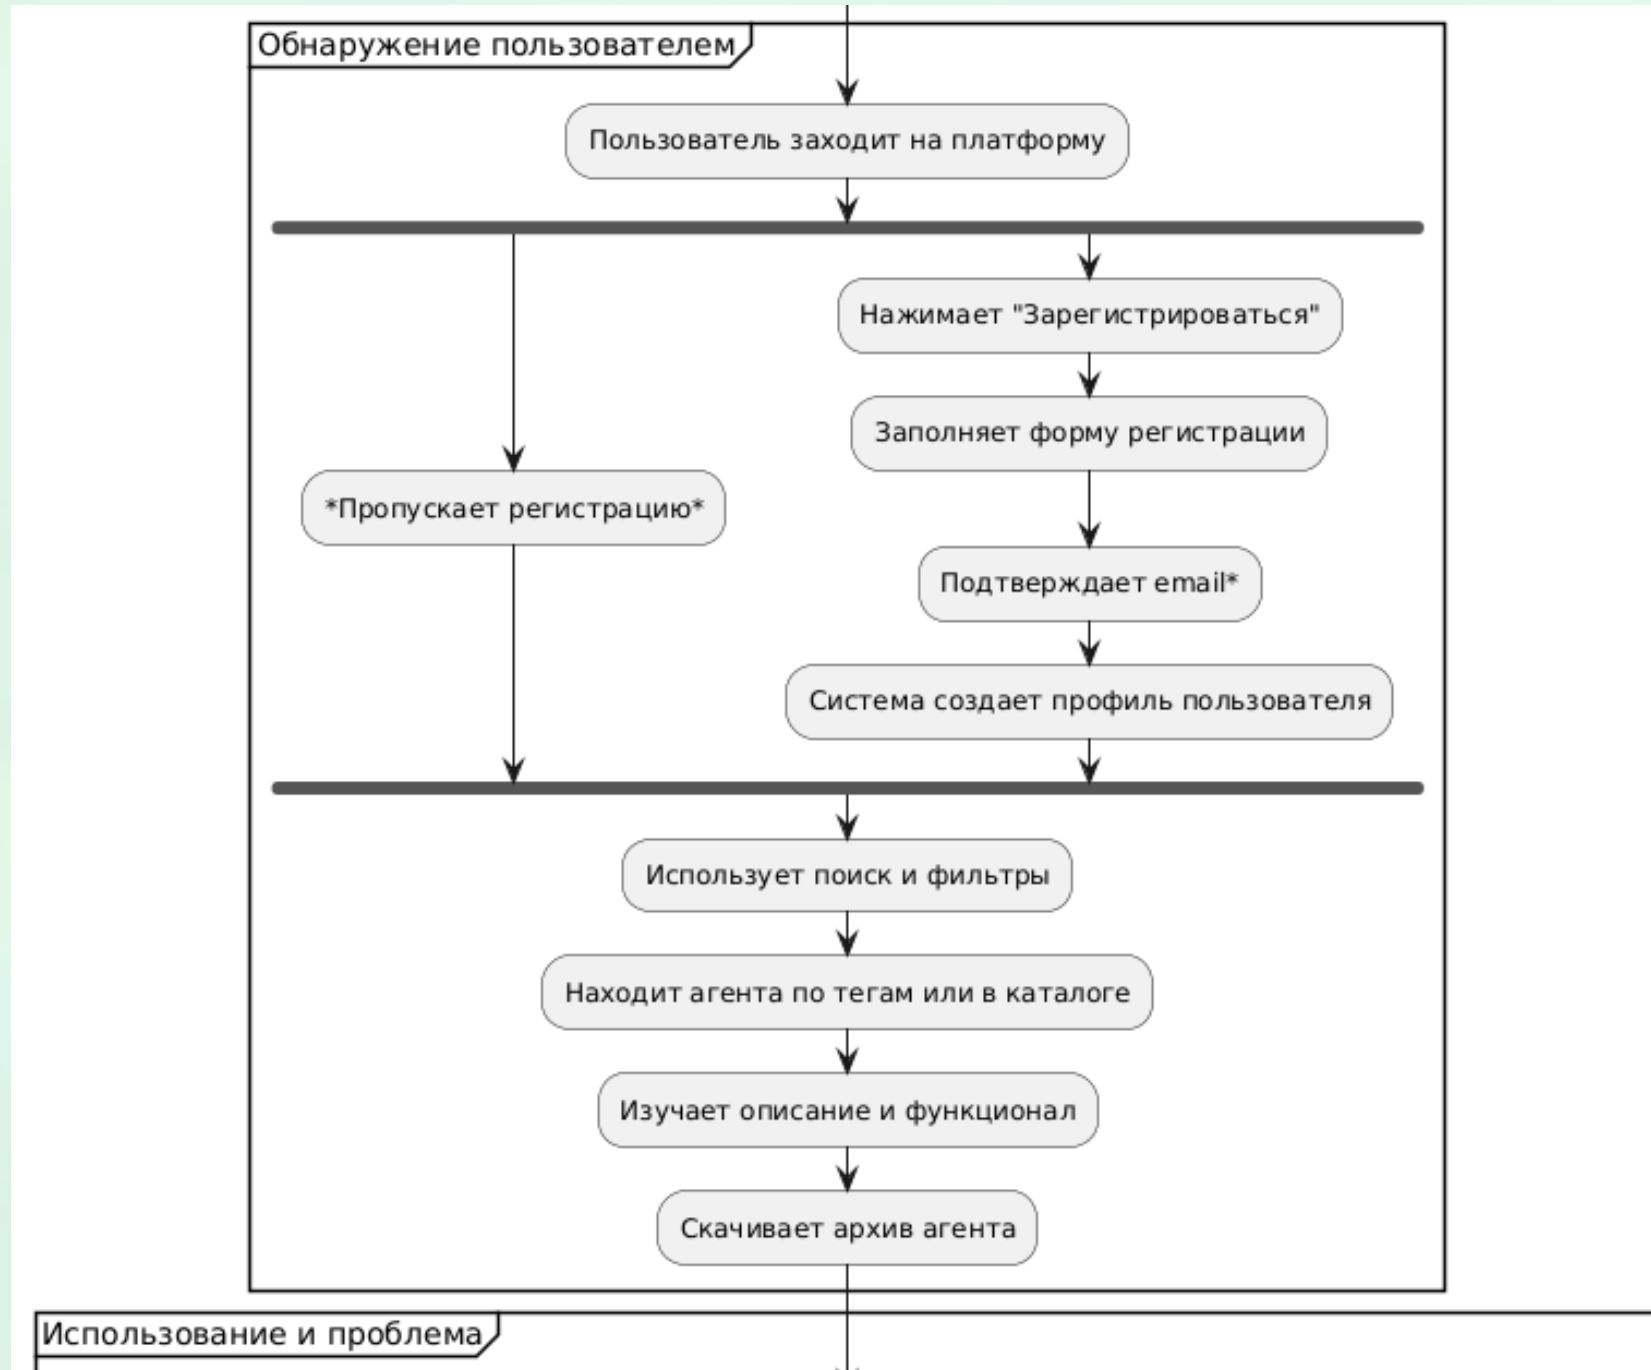 Обнаружение пользователем
Пользователь заходит на платформу
Нажимает "Зарегистрироваться"
Заполняет форму регистрации
*Пропускает регистрацию*
Подтверждает email*
Система создает профиль пользователя
Использует поиск и фильтры
Находит агента по тегам или в каталоге
Изучает описание и функционал
Скачивает архив агента
Использование и проблема